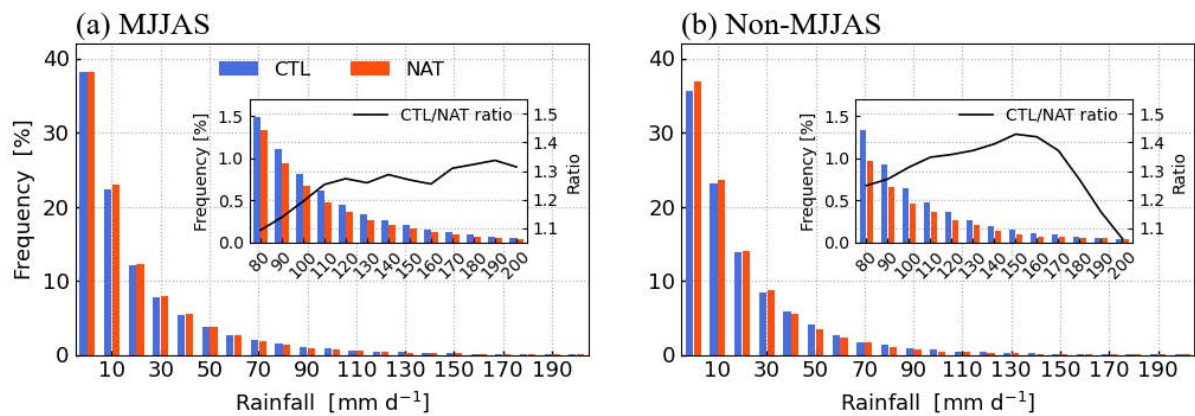 (a) MJJAS
Frequency [%]
40
30
20
10
0
CTL
NAT
Frequency [%]
1.5
1.0
0.5
0.0
CTL/NAT ratio
1.5
1.4
1.3
1.2
1.1
Ratio
80 90 100 110 120 130 140 150 160 170 180 190 200
10 30 50 70 90 110 130 150 170 190
Rainfall [mm d⁻¹]
(b) Non-MJJAS
40
30
20
10
0
Frequency [%]
1.5
1.0
0.5
0.0
CTL/NAT ratio
1.5
1.4
1.3
1.2
1.1
Ratio
80 90 100 110 120 130 140 150 160 170 180 190 200
10 30 50 70 90 110 130 150 170 190
Rainfall [mm d⁻¹]